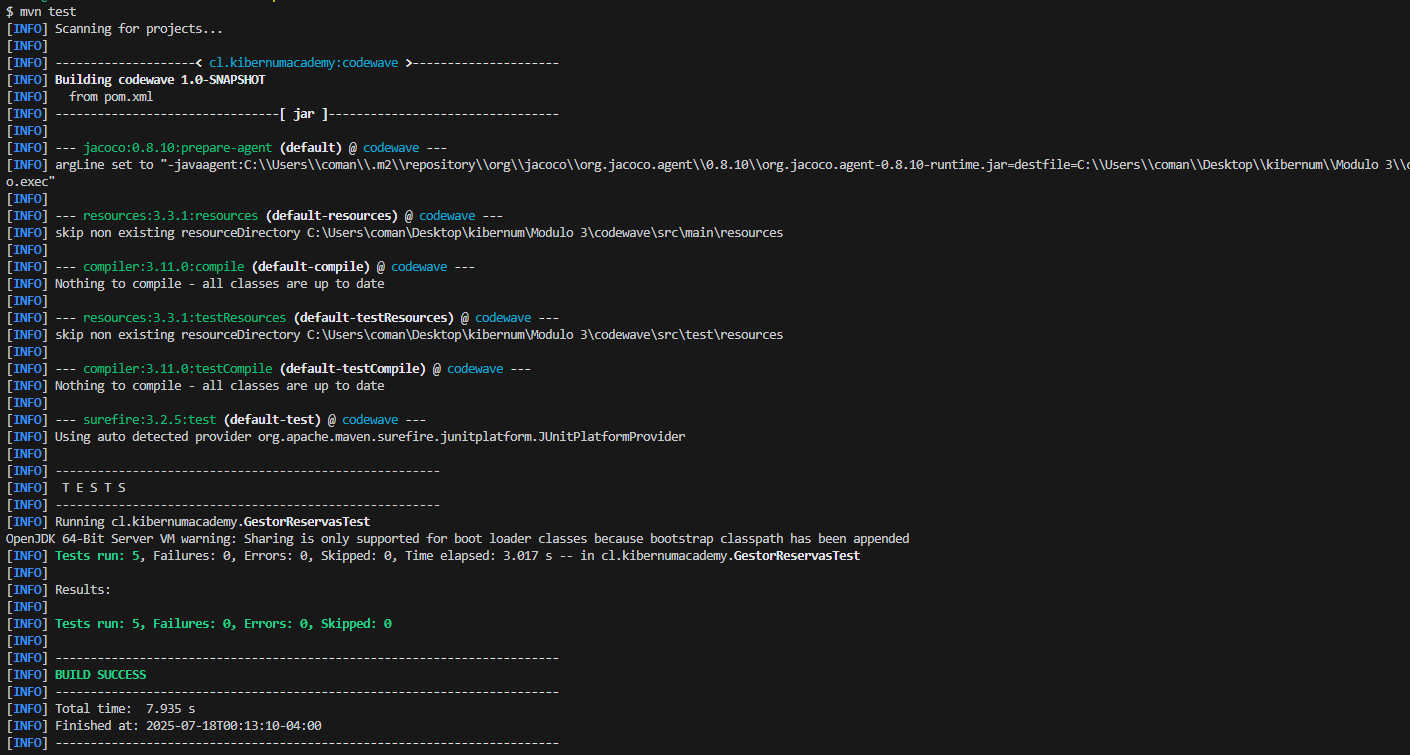 $ mvn test
[INFO] Scanning for projects...
[INFO]
[INFO] --------------------< cl.kibernumacademy:codewave >---------------------
[INFO] Building codewave 1.0-SNAPSHOT
[INFO]   from pom.xml
[INFO] --------------------------------[ jar ]---------------------------------
[INFO]
[INFO] --- jacoco:0.8.10:prepare-agent (default) @ codewave ---
[INFO] argLine set to "-javaagent:C:\\Users\\coman\\.m2\\repository\\org\\jacoco\\org.jacoco.agent\\0.8.10\\org.jacoco.agent-0.8.10-runtime.jar=destfile=C:\\Users\\coman\\Desktop\\kibernum\\Modulo 3\\
o.exec"
[INFO]
[INFO] --- resources:3.3.1:resources (default-resources) @ codewave ---
[INFO] skip non existing resourceDirectory C:\Users\coman\Desktop\kibernum\Modulo 3\codewave\src\main\resources
[INFO]
[INFO] --- compiler:3.11.0:compile (default-compile) @ codewave ---
[INFO] Nothing to compile - all classes are up to date
[INFO]
[INFO] --- resources:3.3.1:testResources (default-testResources) @ codewave ---
[INFO] skip non existing resourceDirectory C:\Users\coman\Desktop\kibernum\Modulo 3\codewave\src\test\resources
[INFO]
[INFO] --- compiler:3.11.0:testCompile (default-testCompile) @ codewave ---
[INFO] Nothing to compile - all classes are up to date
[INFO]
[INFO] --- surefire:3.2.5:test (default-test) @ codewave ---
[INFO] Using auto detected provider org.apache.maven.surefire.junitplatform.JUnitPlatformProvider
[INFO]
[INFO] -------------------------------------------------------
[INFO]  T E S T S
[INFO] -------------------------------------------------------
[INFO] Running cl.kibernumacademy.GestorReservasTest
OpenJDK 64-Bit Server VM warning: Sharing is only supported for boot loader classes because bootstrap classpath has been appended
[INFO] Tests run: 5, Failures: 0, Errors: 0, Skipped: 0, Time elapsed: 3.017 s -- in cl.kibernumacademy.GestorReservasTest
[INFO]
[INFO] Results:
[INFO]
[INFO] Tests run: 5, Failures: 0, Errors: 0, Skipped: 0
[INFO]
[INFO] ------------------------------------------------------------------------
[INFO] BUILD SUCCESS
[INFO] ------------------------------------------------------------------------
[INFO] Total time:  7.935 s
[INFO] Finished at: 2025-07-18T00:13:10-04:00
[INFO] ------------------------------------------------------------------------